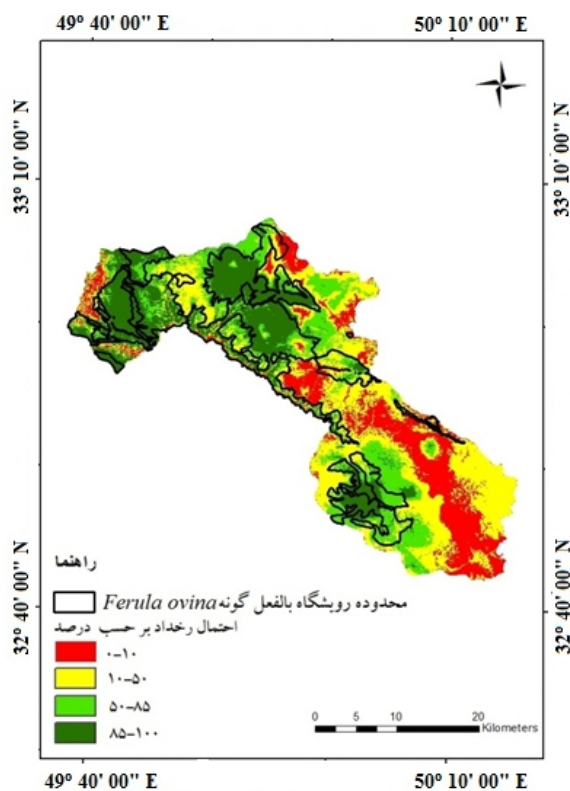 49° 40' 00" E
50° 10' 00" E
33° 10' 00" N
33° 10' 00" N
32° 40' 00" N
32° 40' 00" N
راهنما
محدوده رویشگاه بالفعل گونه Ferula ovina
احتمال رخداد بر حسب درصد
۰-۱۰
۱۰-۵۰
۵۰-۸۵
۸۵-۱۰۰
0 5 10 20
Kilometers
49° 40' 00" E
50° 10' 00" E